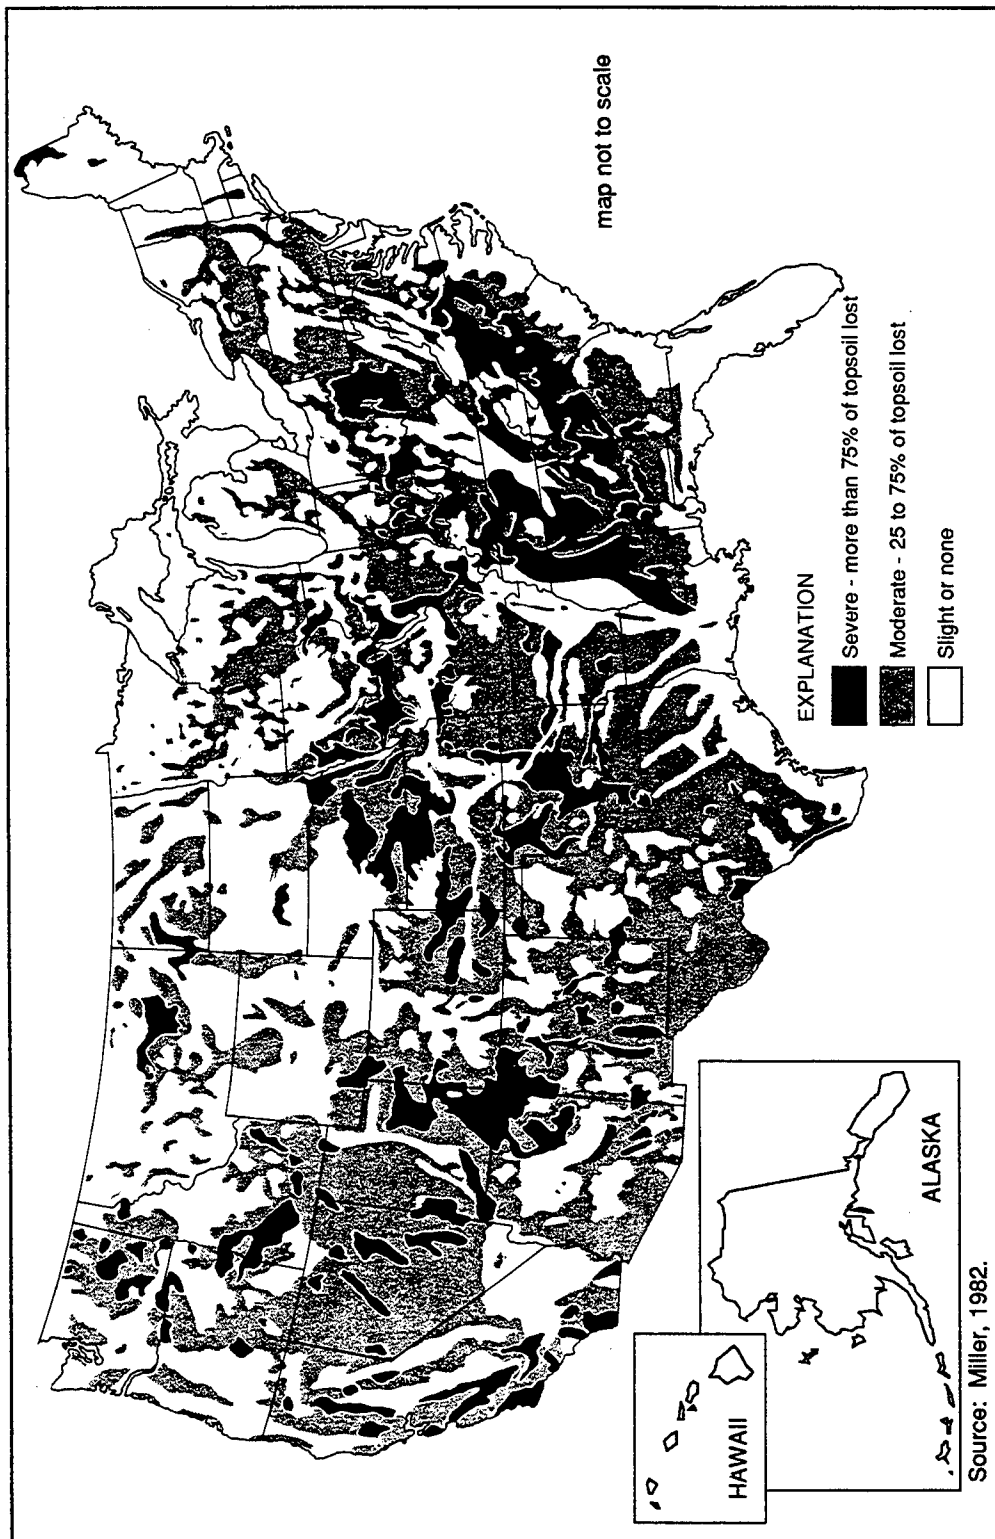 map not to scale
EXPLANATION
Severe - more than 75% of topsoil lost
Moderate - 25 to 75% of topsoil lost
Slight or none
HAWAII
ALASKA
Source: Miller, 1982.